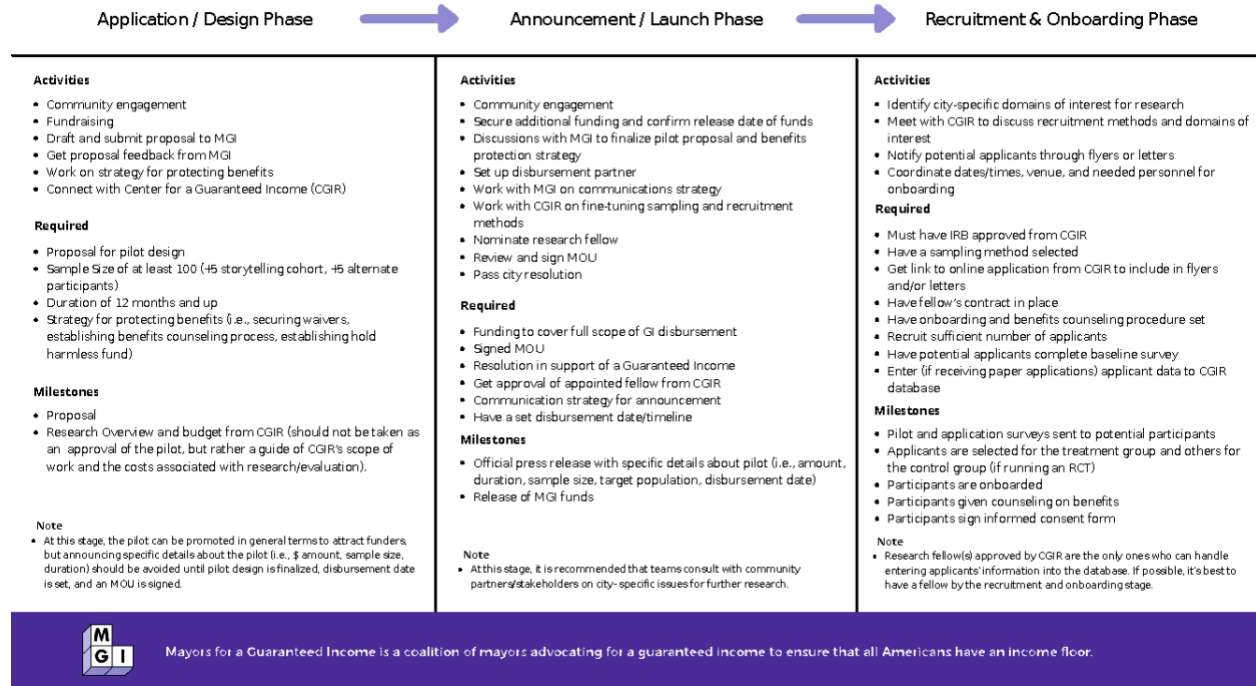 Application / Design Phase
Announcement / Launch Phase
Recruitment & Onboarding Phase
Activities
• Community engagement
• Fundraising
• Draft and submit proposal to MGI
• Get proposal feedback from MGI
• Work on strategy for protecting benefits
• Connect with Center for a Guaranteed Income (CGIR)
Required
• Proposal for pilot design
• Sample Size of at least 100 (+5 storytelling cohort, +5 alternate
participants)
• Duration of 12 months and up
• Strategy for protecting benefits (i.e., securing waivers,
establishing benefits counseling process, establishing hold
harmless fund)
Milestones
• Proposal
• Research Overview and budget from CGIR (should not be taken as
an approval of the pilot, but rather a guide of CGIR's scope of
work and the costs associated with research/evaluation).
Note
• At this stage, the pilot can be promoted in general terms to attract funders,
but announcing specific details about the pilot (i.e., $ amount, sample size,
duration) should be avoided until pilot design is finalized, disbursement date
is set, and an MOU is signed.
Activities
• Community engagement
• Secure additional funding and confirm release date of funds
• Discussions with MGI to finalize pilot proposal and benefits
protection strategy
• Set up disbursement partner
• Work with MGI on communications strategy
• Work with CGIR on fine-tuning sampling and recruitment
methods
• Nominate research fellow
• Review and sign MOU
• Pass city resolution
Required
• Funding to cover full scope of GI disbursement
• Signed MOU
• Resolution in support of a Guaranteed Income
• Get approval of appointed fellow from CGIR
• Communication strategy for announcement
• Have a set disbursement date/timeline
Milestones
• Official press release with specific details about pilot (i.e., amount,
duration, sample size, target population, disbursement date)
• Release of MGI funds
Note
• At this stage, it is recommended that teams consult with community
partners/stakeholders on city-specific issues for further research.
Activities
• Identify city-specific domains of interest for research
• Meet with CGIR to discuss recruitment methods and domains of
interest
• Notify potential applicants through flyers or letters
• Coordinate dates/times, venue, and needed personnel for
onboarding
Required
• Must have IRB approved from CGIR
• Have a sampling method selected
• Get link to online application from CGIR to include in flyers
and/or letters
• Have fellow's contract in place
• Have onboarding and benefits counseling procedure set
• Recruit sufficient number of applicants
• Have potential applicants complete baseline survey
• Enter (if receiving paper applications) applicant data to CGIR
database
Milestones
• Pilot and application surveys sent to potential participants
• Applicants are selected for the treatment group and others for
the control group (if running an RCT)
• Participants are onboarded
• Participants given counseling on benefits
• Participants sign informed consent form
Note
• Research fellow(s) approved by CGIR are the only ones who can handle
entering applicants' information into the database. If possible, it's best to
have a fellow by the recruitment and onboarding stage.
M
G I
Mayors for a Guaranteed Income is a coalition of mayors advocating for a guaranteed income to ensure that all Americans have an income floor.